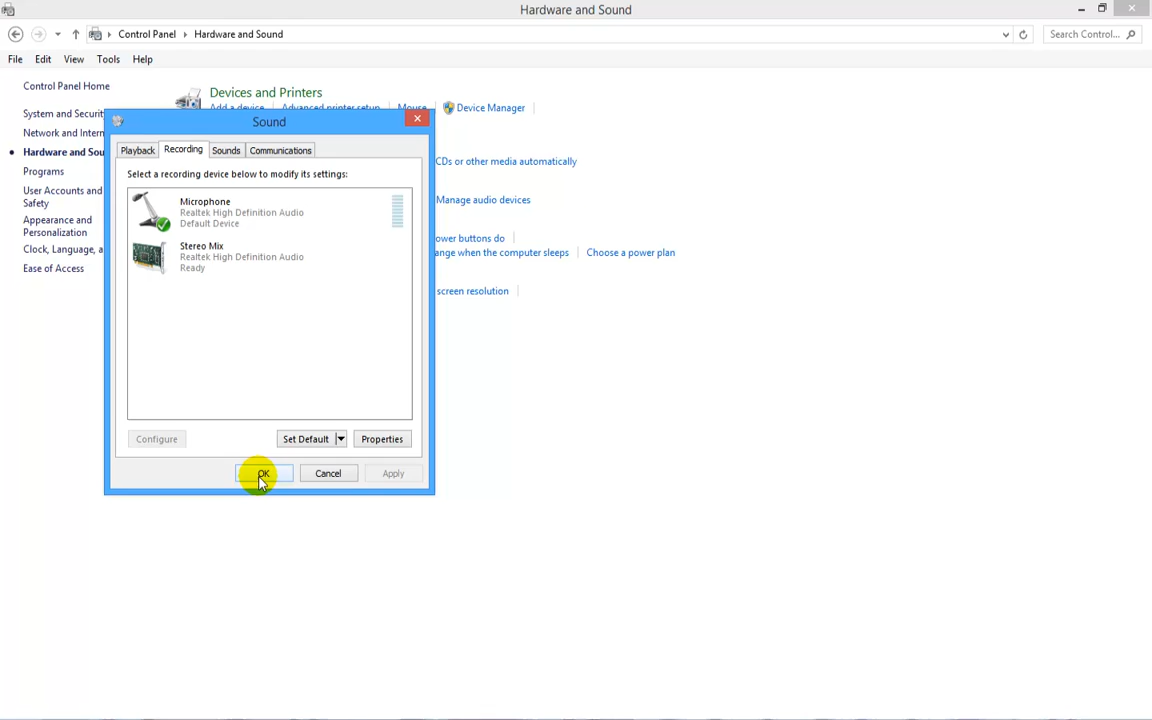 Hardware and Sound
Control Panel
Hardware and Sound
Search Control...
File
Edit
View
Tools
Help
Control Panel Home
System and Securit
Network and Intern
Hardware and Sou
Programs
User Accounts and
Safety
Appearance and
Personalization
Clock, Language, a
Ease of Access
Devices and Printers
Add a device
Advanced printer setup
Mouse
Device Manager
CDs or other media automatically
Manage audio devices
ower buttons do
ange when the computer sleeps
Choose a power plan
screen resolution
Sound
Playback
Recording
Sounds
Communications
Select a recording device below to modify its settings:
Microphone
Realtek High Definition Audio
Default Device
Stereo Mix
Realtek High Definition Audio
Ready
Configure
Set Default
Properties
OK
Cancel
Apply